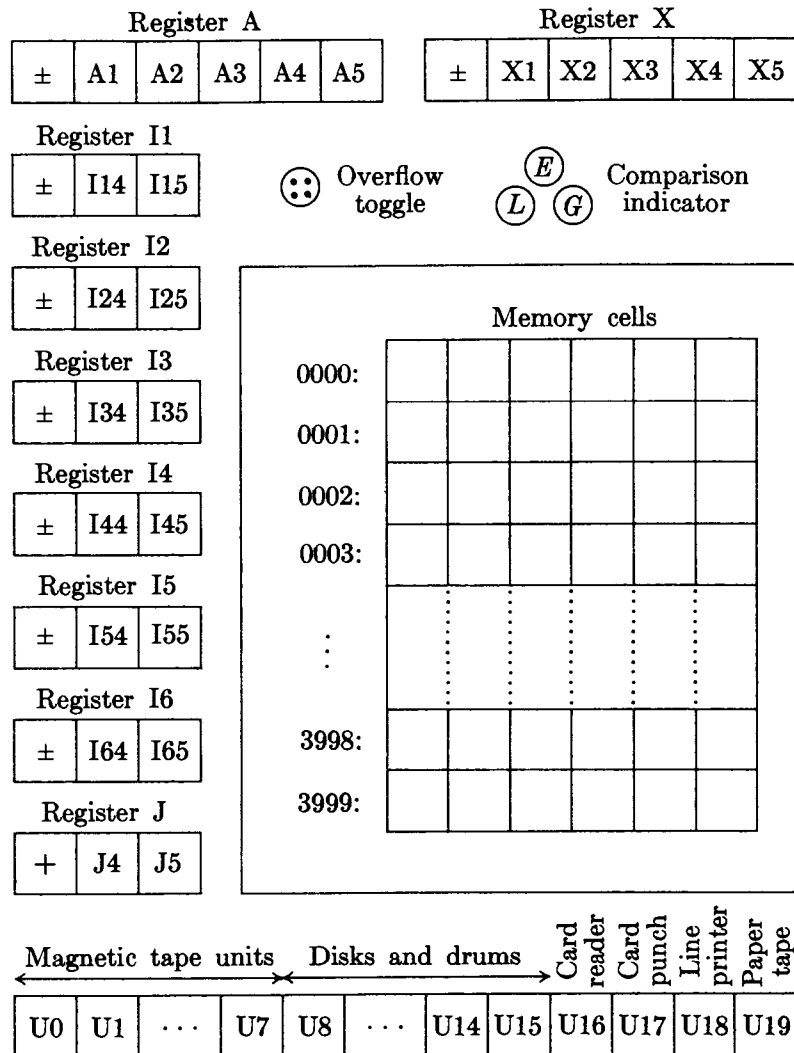 Register A
± A1 A2 A3 A4 A5
Register X
± X1 X2 X3 X4 X5
Register I1
± I14 I15
Overflow
toggle
E
L G
Comparison
indicator
Register I2
± I24 I25
Register I3
± I34 I35
Register I4
± I44 I45
Register I5
± I54 I55
Register I6
± I64 I65
Register J
+ J4 J5
Memory cells
0000:
0001:
0002:
0003:
⋮
3998:
3999:
Magnetic tape units
Disks and drums
Card
reader
Card
punch
Line
printer
Paper
tape
U0 U1 ··· U7 U8 ··· U14 U15 U16 U17 U18 U19